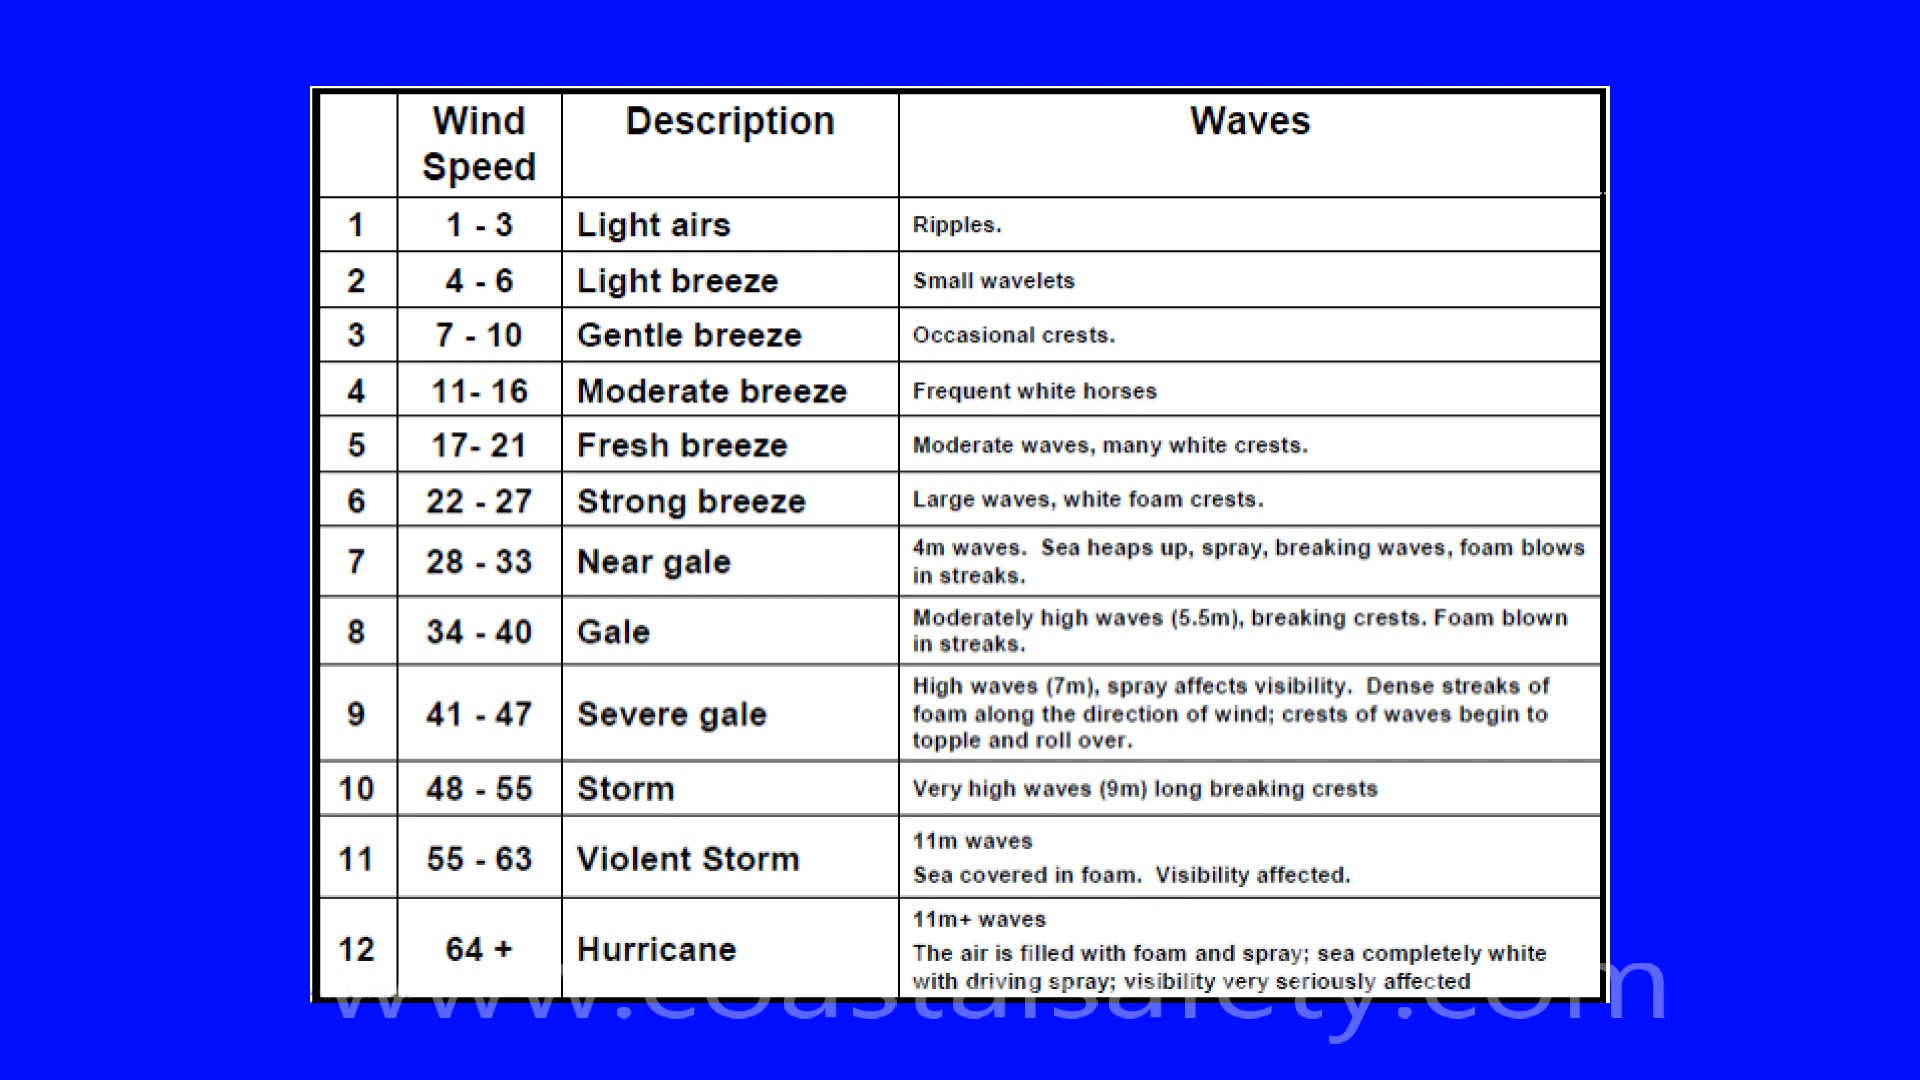 Wind Speed Description Waves
1 1 - 3 Light airs Ripples.
2 4 - 6 Light breeze Small wavelets
3 7 - 10 Gentle breeze Occasional crests.
4 11- 16 Moderate breeze Frequent white horses
5 17- 21 Fresh breeze Moderate waves, many white crests.
6 22 - 27 Strong breeze Large waves, white foam crests.
7 28 - 33 Near gale 4m waves.  Sea heaps up, spray, breaking waves, foam blows
in streaks.
8 34 - 40 Gale Moderately high waves (5.5m), breaking crests. Foam blown
in streaks.
9 41 - 47 Severe gale High waves (7m), spray affects visibility.  Dense streaks of
foam along the direction of wind; crests of waves begin to
topple and roll over.
10 48 - 55 Storm Very high waves (9m) long breaking crests
11 55 - 63 Violent Storm 11m waves
Sea covered in foam.  Visibility affected.
12 64 + Hurricane 11m+ waves
The air is filled with foam and spray; sea completely white
with driving spray; visibility very seriously affected
www.coastalsafety.com